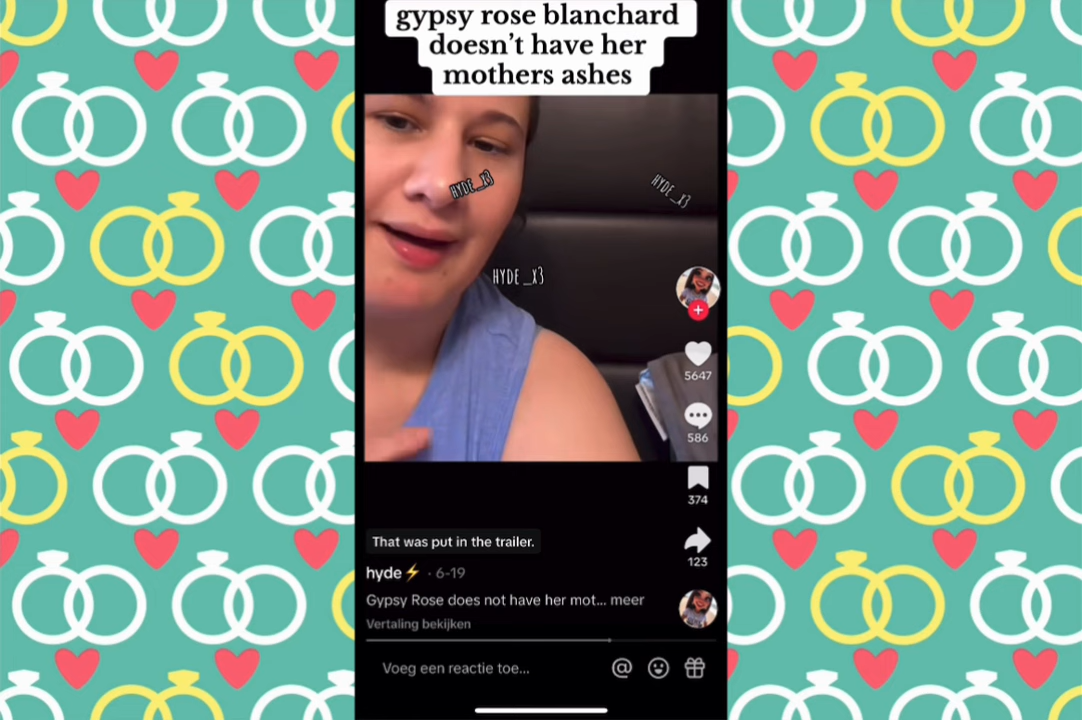 gypsy rose blanchard
doesn't have her
mothers ashes
HYDE_X3
HYDE_X3
HYDE_X3
5647
586
374
123
That was put in the trailer.
hyde⚡ · 6-19
Gypsy Rose does not have her mot... meer
Vertaling bekijken
Voeg een reactie toe...
@